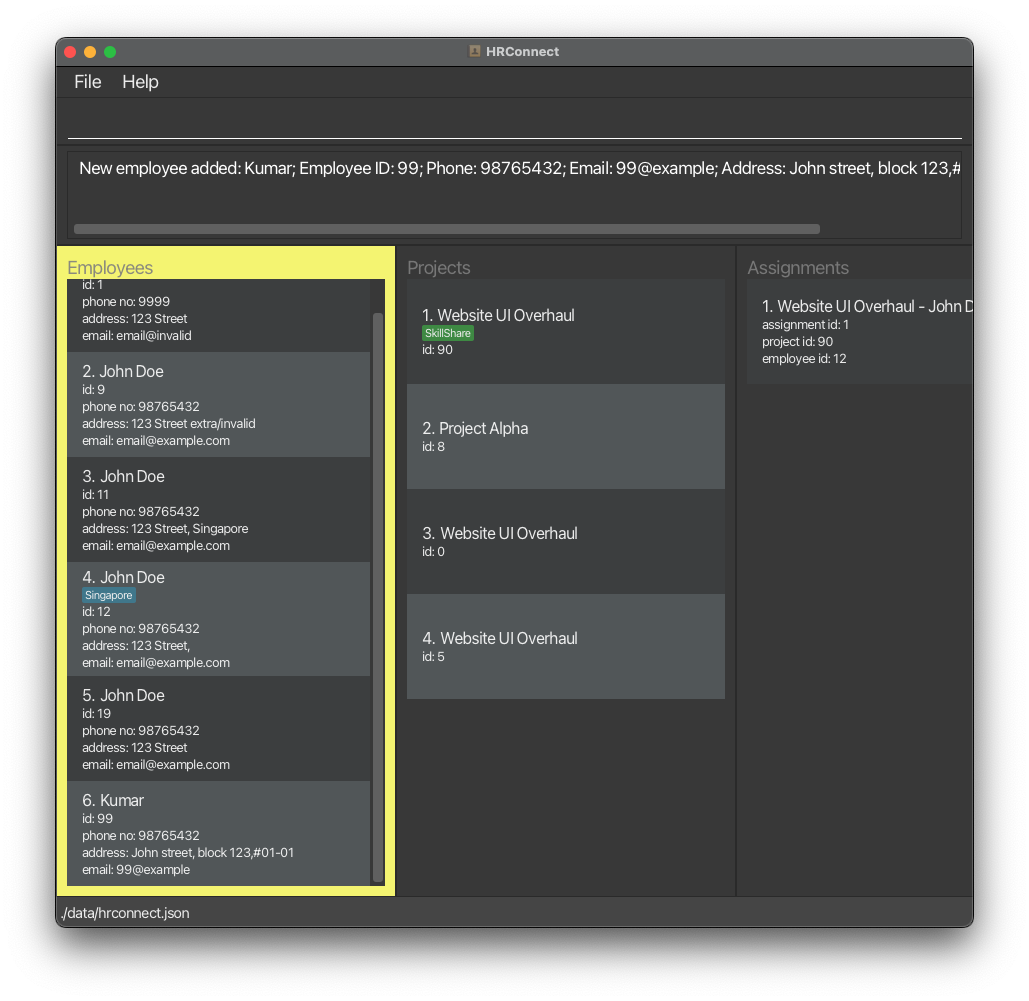 HRConnect
File Help
New employee added: Kumar; Employee ID: 99; Phone: 98765432; Email: 99@example; Address: John street, block 123,#
Employees
id: 1
phone no: 9999
address: 123 Street
email: email@invalid
2. John Doe
id: 9
phone no: 98765432
address: 123 Street extra/invalid
email: email@example.com
3. John Doe
id: 11
phone no: 98765432
address: 123 Street, Singapore
email: email@example.com
4. John Doe
Singapore
id: 12
phone no: 98765432
address: 123 Street,
email: email@example.com
5. John Doe
id: 19
phone no: 98765432
address: 123 Street
email: email@example.com
6. Kumar
id: 99
phone no: 98765432
address: John street, block 123,#01-01
email: 99@example
Projects
1. Website UI Overhaul
SkillShare
id: 90
2. Project Alpha
id: 8
3. Website UI Overhaul
id: 0
4. Website UI Overhaul
id: 5
Assignments
1. Website UI Overhaul - John D
assignment id: 1
project id: 90
employee id: 12
./data/hrconnect.json